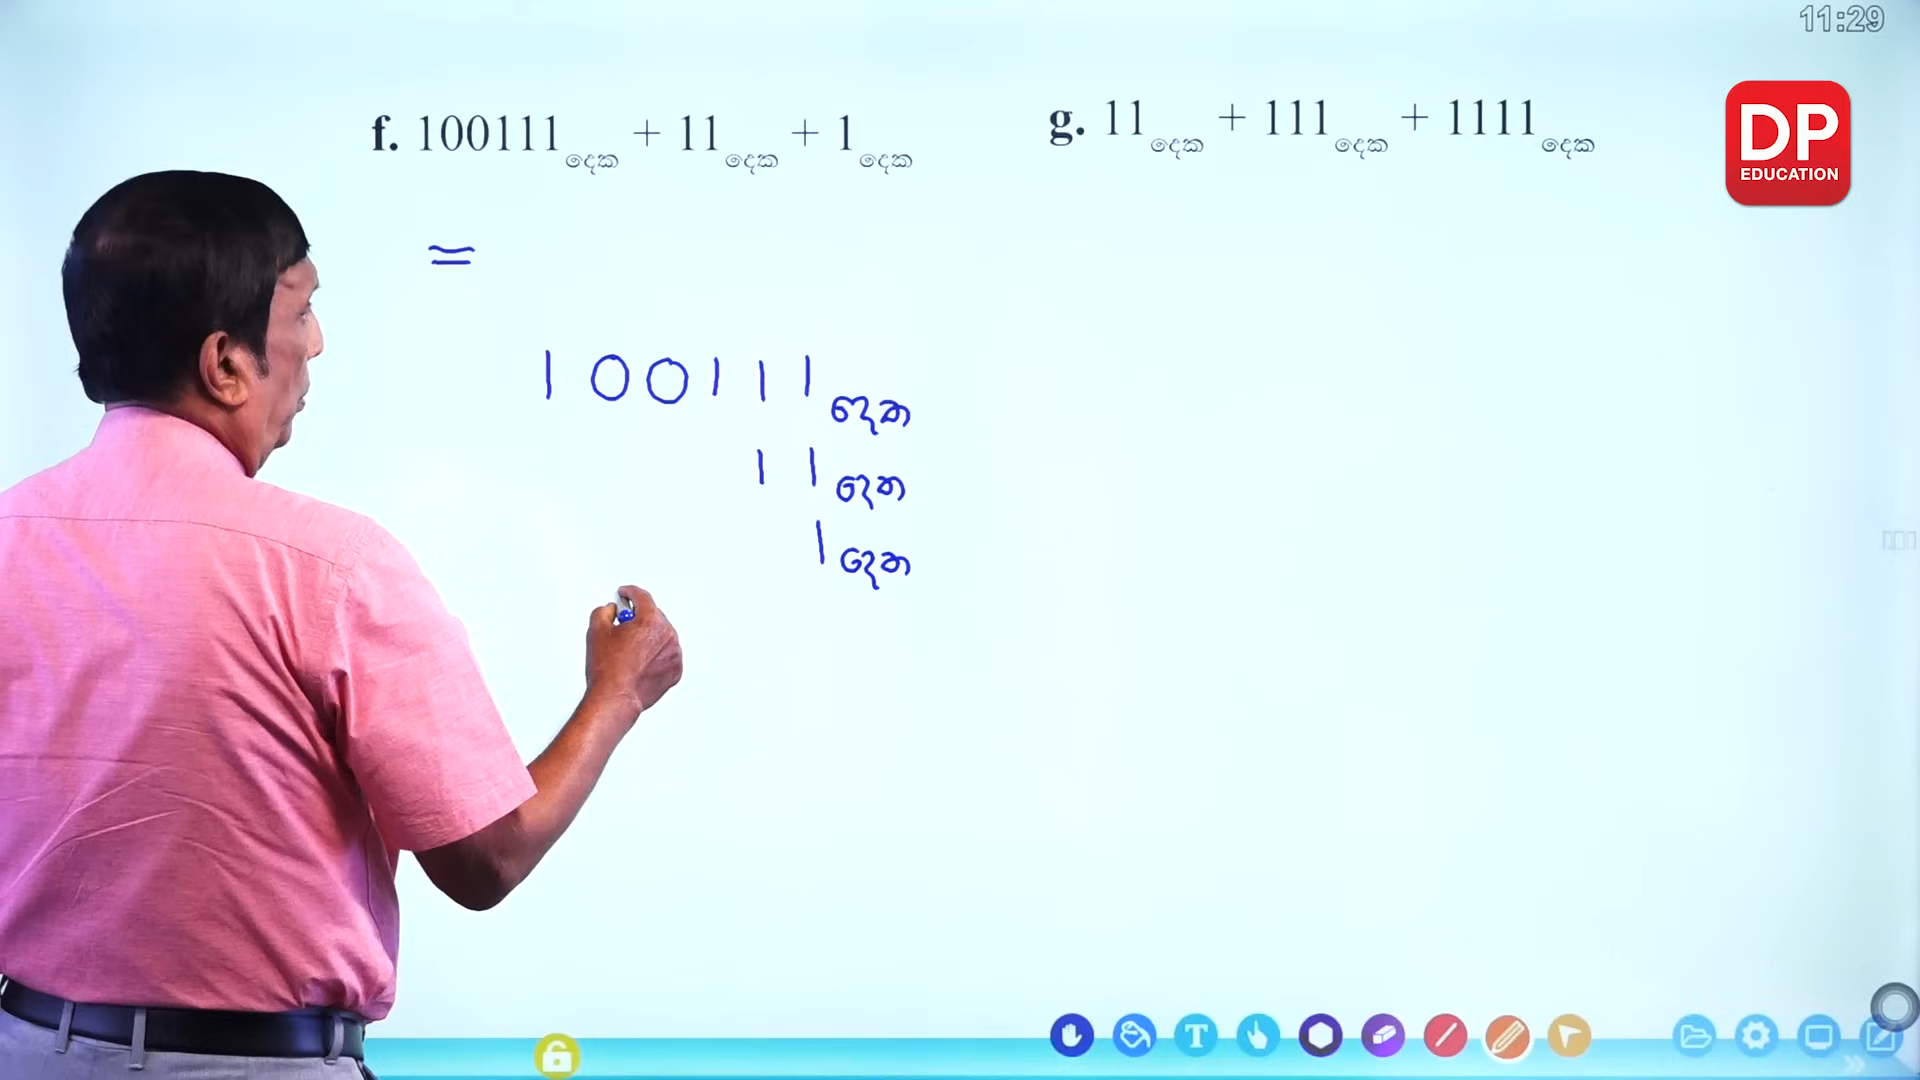 11:29
f. 100111දෙක + 11දෙක + 1දෙක
g. 11දෙක + 111දෙක + 1111දෙක
DP
EDUCATION
=
100111දෙක
11දෙක
1දෙක
T